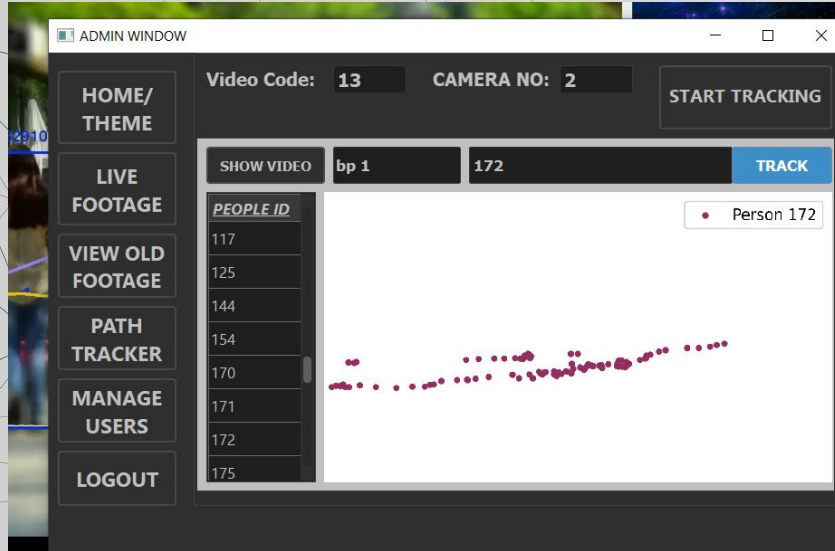 ADMIN WINDOW
HOME/
THEME
LIVE
FOOTAGE
VIEW OLD
FOOTAGE
PATH
TRACKER
MANAGE
USERS
LOGOUT
Video Code: 13 CAMERA NO: 2
START TRACKING
SHOW VIDEO bp 1 172 TRACK
PEOPLE ID
117
125
144
154
170
171
172
175
Person 172